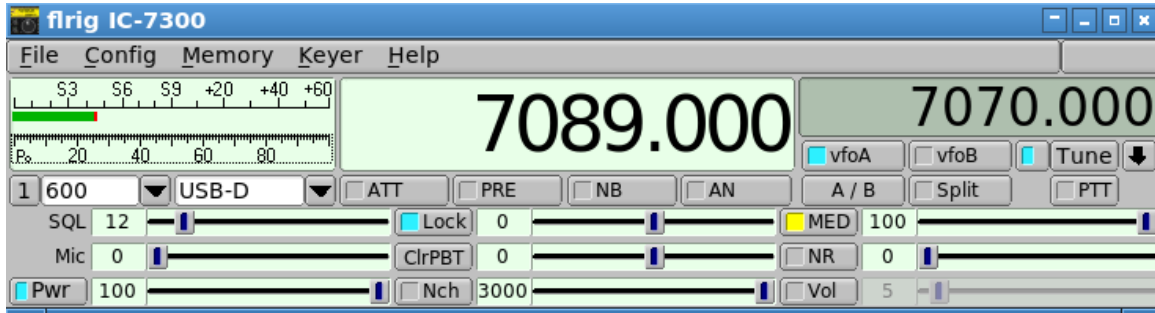 flrig IC-7300
File Config Memory Keyer Help
S3 S6 S9 +20 +40 +60
Po 20 40 60 80
7089.000
7070.000
vfoA vfoB Tune
1 600 USB-D ATT PRE NB AN A / B Split PTT
SQL 12 Lock 0 MED 100
Mic 0 ClrPBT 0 NR 0
Pwr 100 Nch 3000 Vol 5